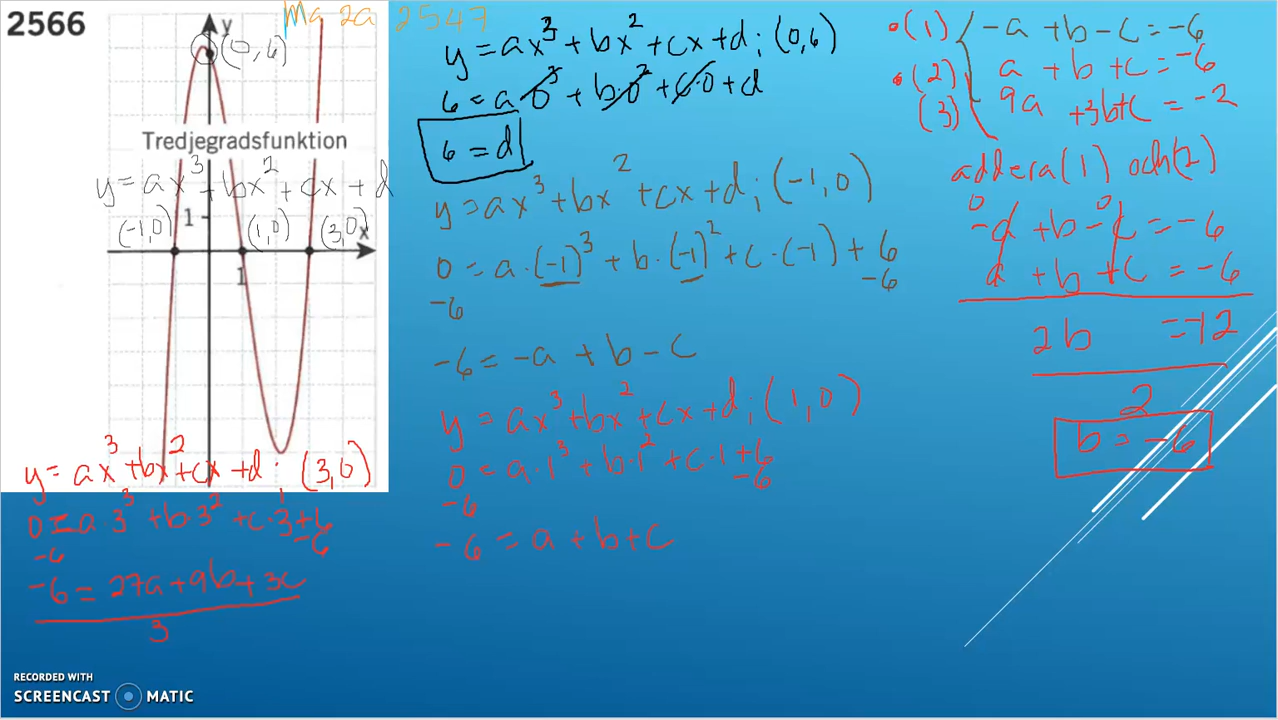 2566
Ma 2a 2547
y
(0,6)
Tredjegradsfunktion
y = ax³ + bx² + cx + d
(-1,0) 1 (1,0) (3,0) x
1
y = ax³ + bx² + cx + d ; (3,0)
0 = a·3³ + b·3² + c·3 + 6
-6 -6
-6 = 27a + 9b + 3c
3
y = ax³ + bx² + cx + d ; (0,6)
6 = a·0³ + b·0² + c·0 + d
6 = d
y = ax³ + bx² + cx + d ; (-1,0)
0 = a·(-1)³ + b·(-1)² + c·(-1) + 6
-6 -6
-6 = -a + b - c
y = ax³ + bx² + cx + d ; (1,0)
0 = a·1³ + b·1² + c·1 + 6
-6 -6
-6 = a + b + c
(1) -a + b - c = -6
(2) a + b + c = -6
(3) 9a + 3b + c = -2
addera (1) och (2)
0 0
-a + b - c = -6
a + b + c = -6
2b = -12
2
b = -6
RECORDED WITH
SCREENCAST MATIC